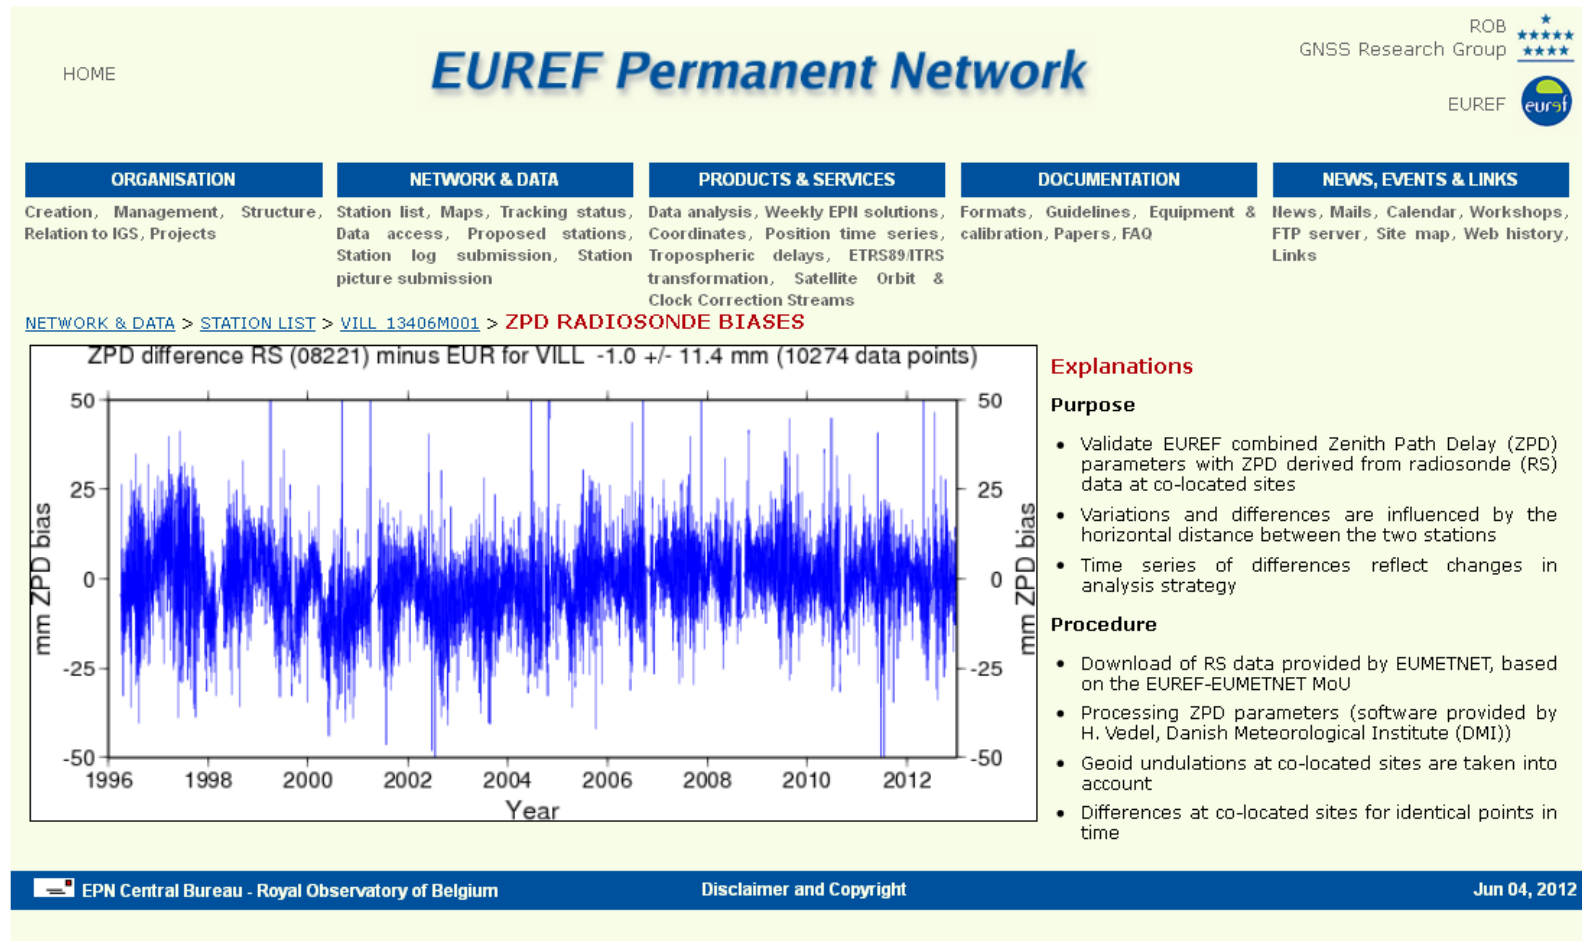 HOME
EUREF Permanent Network
ROB
GNSS Research Group
EUREF
euref
ORGANISATION
Creation, Management, Structure,
Relation to IGS, Projects
NETWORK & DATA
Station list, Maps, Tracking status,
Data access, Proposed stations,
Station log submission, Station
picture submission
PRODUCTS & SERVICES
Data analysis, Weekly EPN solutions,
Coordinates, Position time series,
Tropospheric delays, ETRS89/ITRS
transformation, Satellite Orbit &
Clock Correction Streams
DOCUMENTATION
Formats, Guidelines, Equipment &
calibration, Papers, FAQ
NEWS, EVENTS & LINKS
News, Mails, Calendar, Workshops,
FTP server, Site map, Web history,
Links
NETWORK & DATA > STATION LIST > VILL_13406M001 > ZPD RADIOSONDE BIASES
ZPD difference RS (08221) minus EUR for VILL -1.0 +/- 11.4 mm (10274 data points)
50
25
0
-25
-50
mm ZPD bias
50
25
0
-25
-50
mm ZPD bias
1996 1998 2000 2002 2004 2006 2008 2010 2012
Year
Explanations
Purpose
• Validate EUREF combined Zenith Path Delay (ZPD)
parameters with ZPD derived from radiosonde (RS)
data at co-located sites
• Variations and differences are influenced by the
horizontal distance between the two stations
• Time series of differences reflect changes in
analysis strategy
Procedure
• Download of RS data provided by EUMETNET, based
on the EUREF-EUMETNET MoU
• Processing ZPD parameters (software provided by
H. Vedel, Danish Meteorological Institute (DMI))
• Geoid undulations at co-located sites are taken into
account
• Differences at co-located sites for identical points in
time
EPN Central Bureau - Royal Observatory of Belgium
Disclaimer and Copyright
Jun 04, 2012